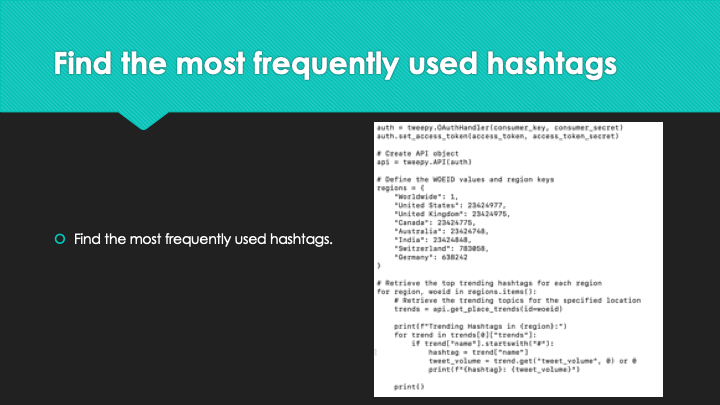 Find the most frequently used hashtags
Find the most frequently used hashtags.
auth = tweepy.OAuthHandler(consumer_key, consumer_secret)
auth.set_access_token(access_token, access_token_secret)
# Create API object
api = tweepy.API(auth)
# Define the WOEID values and region keys
regions = {
    "Worldwide": 1,
    "United States": 23424977,
    "United Kingdom": 23424975,
    "Canada": 23424775,
    "Australia": 23424748,
    "India": 23424848,
    "Switzerland": 783058,
    "Germany": 638242
}
# Retrieve the top trending hashtags for each region
for region, woeid in regions.items():
    # Retrieve the trending topics for the specified location
    trends = api.get_place_trends(id=woeid)
    print(f"Trending Hashtags in {region}:")
    for trend in trends[0]["trends"]:
        if trend["name"].startswith("#"):
            hashtag = trend["name"]
            tweet_volume = trend.get("tweet_volume", 0) or 0
            print(f"{hashtag}: {tweet_volume}")
    print()